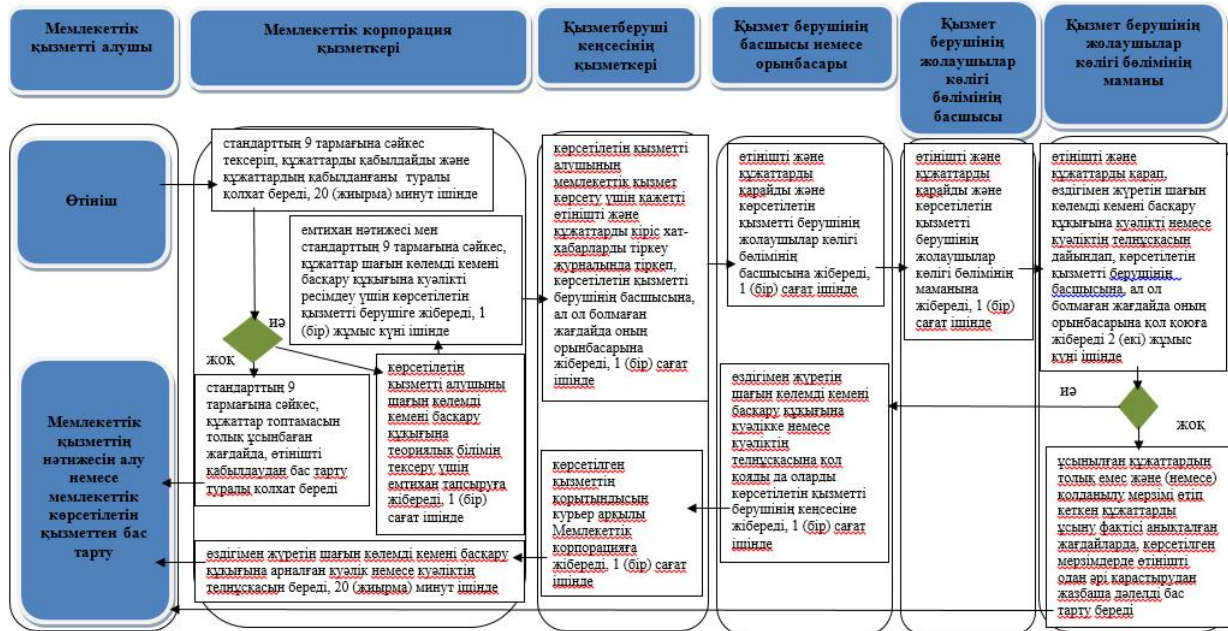 Мемлекеттік
қызметті алушы
Мемлекеттік корпорация
қызметкері
Қызметберуші
кеңсесінің
қызметкері
Қызмет берушінің
басшысы немесе
орынбасары
Қызмет
берушінің
жолаушылар
көлігі
бөлімінің
басшысы
Қызмет берушінің
жолаушылар
көлігі бөлімінің
маманы
Өтініш
стандарттың 9 тармағына сәйкес
тексеріп, құжаттарды қабылдайды және
құжаттардың қабылданғаны туралы
қолхат береді, 20 (жиырма) минут ішінде
емтихан нәтижесі мен
стандарттың 9 тармағына сәйкес,
құжаттар шағын көлемді кемені
басқару құқығына куәлікті
ресімдеу үшін көрсетілетін
қызметті берушіге жібереді, 1
(бір) жұмыс күні ішінде
иә
жоқ
стандарттың 9
тармағына сәйкес,
құжаттар топтамасын
толық ұсынбаған
жағдайда, өтінішті
қабылдаудан бас тарту
туралы қолхат береді
көрсетілетін
қызметті алушыны
шағын көлемді
кемені басқару
құқығына
теориялық білімін
тексеру үшін
емтихан тапсыруға
жібереді, 1 (бір)
сағат ішінде
өздігімен жүретін шағын көлемді кемені басқару
құқығына арналған куәлік немесе куәліктің
телнұсқасын береді, 20 (жиырма) минут ішінде
көрсетілетін қызметті
алушының
мемлекеттік қызмет
көрсету үшін қажетті
өтінішті және
құжаттарды кіріс хат-
хабарларды тіркеу
журналында тіркеп,
көрсетілетін қызметті
берушінің басшысына,
ал ол болмаған
жағдайда оның
орынбасарына
жібереді, 1 (бір) сағат
ішінде
көрсетілген
қызметтің
қорытындысын
курьер арқылы
Мемлекеттік
корпорацияға
жібереді, 1 (бір) сағат
ішінде
өтінішті және
құжаттарды
қарайды және
көрсетілетін
қызметті берушінің
жолаушылар көлігі
бөлімінің
басшысына жібереді,
1 (бір) сағат ішінде
өздігімен жүретін
шағын көлемді кемені
басқару құқығына
куәлікке немесе
куәліктің
телнұсқасына қол
қояды да оларды
көрсетілетін қызметті
берушінің кеңсесіне
жібереді, 1 (бір) сағат
ішінде
өтінішті және
құжаттарды
қарайды және
көрсетілетін
қызметті
берушінің
жолаушылар
көлігі бөлімінің
маманына
жібереді, 1 (бір)
сағат ішінде
өтінішті және
құжаттарды қарап,
өздігімен жүретін шағын
көлемді кемені басқару
құқығына куәлікті немесе
куәліктің телнұсқасын
дайындап, көрсетілетін
қызметті берушінің
басшысына, ал ол
болмаған жағдайда оның
орынбасарына қол қоюға
жібереді 2 (екі) жұмыс
күні ішінде
иә
жоқ
ұсынылған құжаттардың
толық емес және (немесе)
қолданылу мерзімі өтіп
кеткен құжаттарды
ұсыну фактісі анықталған
жағдайларда, көрсетілген
мерзімдерде өтінішті
одан әрі қарастырудан
жазбаша дәлелді бас
тарту береді
Мемлекеттік
қызметтің
нәтижесін алу
немесе
мемлекеттік
көрсетілетін
қызметтен бас
тарту